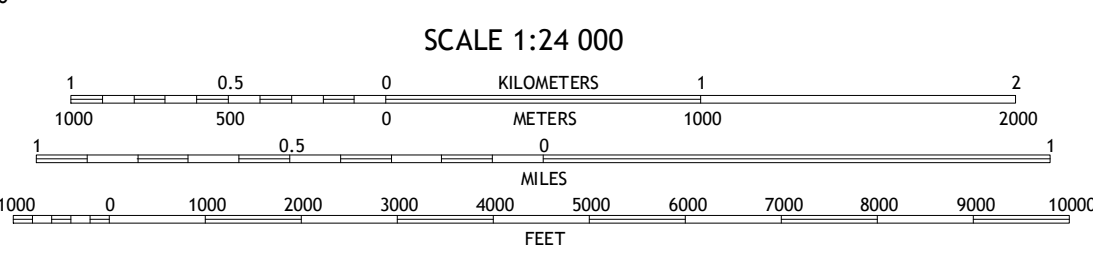 SCALE 1:24 000
1 0.5 0 KILOMETERS 1 2
1000 500 0 METERS 1000 2000
1 0.5 0 1
MILES
1000 0 1000 2000 3000 4000 5000 6000 7000 8000 9000 10000
FEET